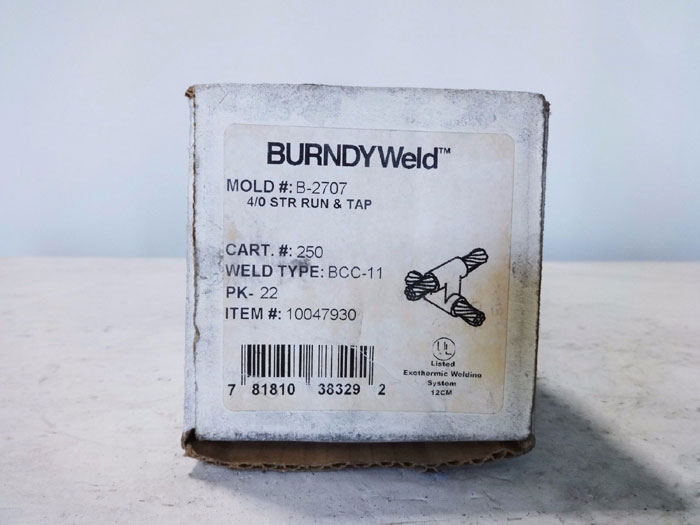 BURNDYWeld™
MOLD #: B-2707
4/0 STR RUN & TAP
CART. #: 250
WELD TYPE: BCC-11
PK- 22
ITEM #: 10047930
UL
Listed
Exothermic Welding
System
12CM
7 81810 38329 2